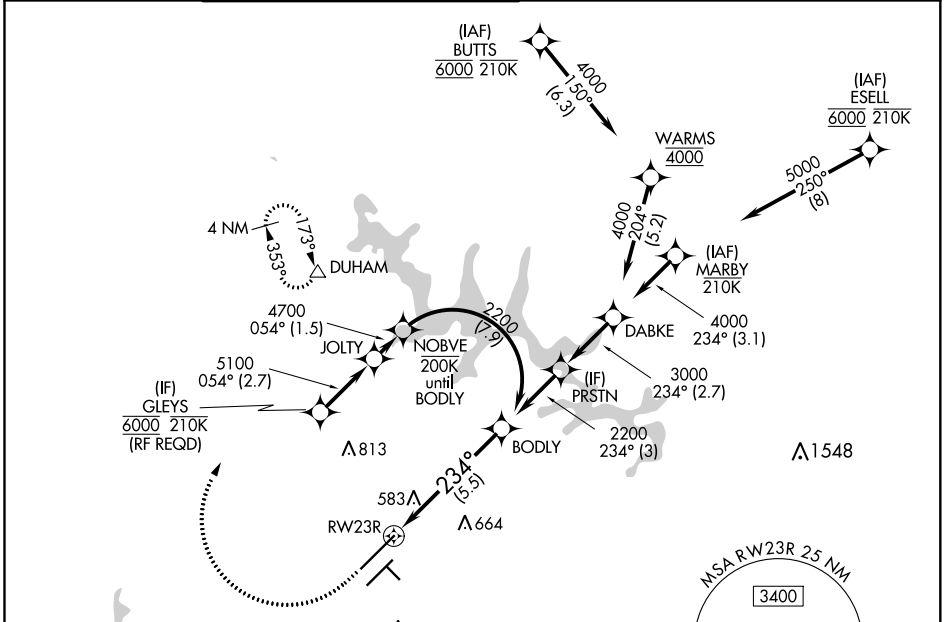 (IAF)
BUTTS
6000 210K
4000
150°
(6.3)
(IAF)
ESELL
6000 210K
5000
250°
(8)
WARMS
4000
4000
204°
(5.2)
(IAF)
MARBY
210K
4 NM
173°
353°
DUHAM
4000
234° (3.1)
DABKE
4700
054° (1.5)
2200
(7.9)
JOLTY
NOBVE
200K
until
BODLY
3000
234° (2.7)
5100
054° (2.7)
(IF)
PRSTN
(IF)
GLEYS
6000 210K
(RF REQD)
2200
234° (3)
BODLY
813
1548
234°
(5.5)
583
664
RW23R
MSA RW23R 25 NM
3400